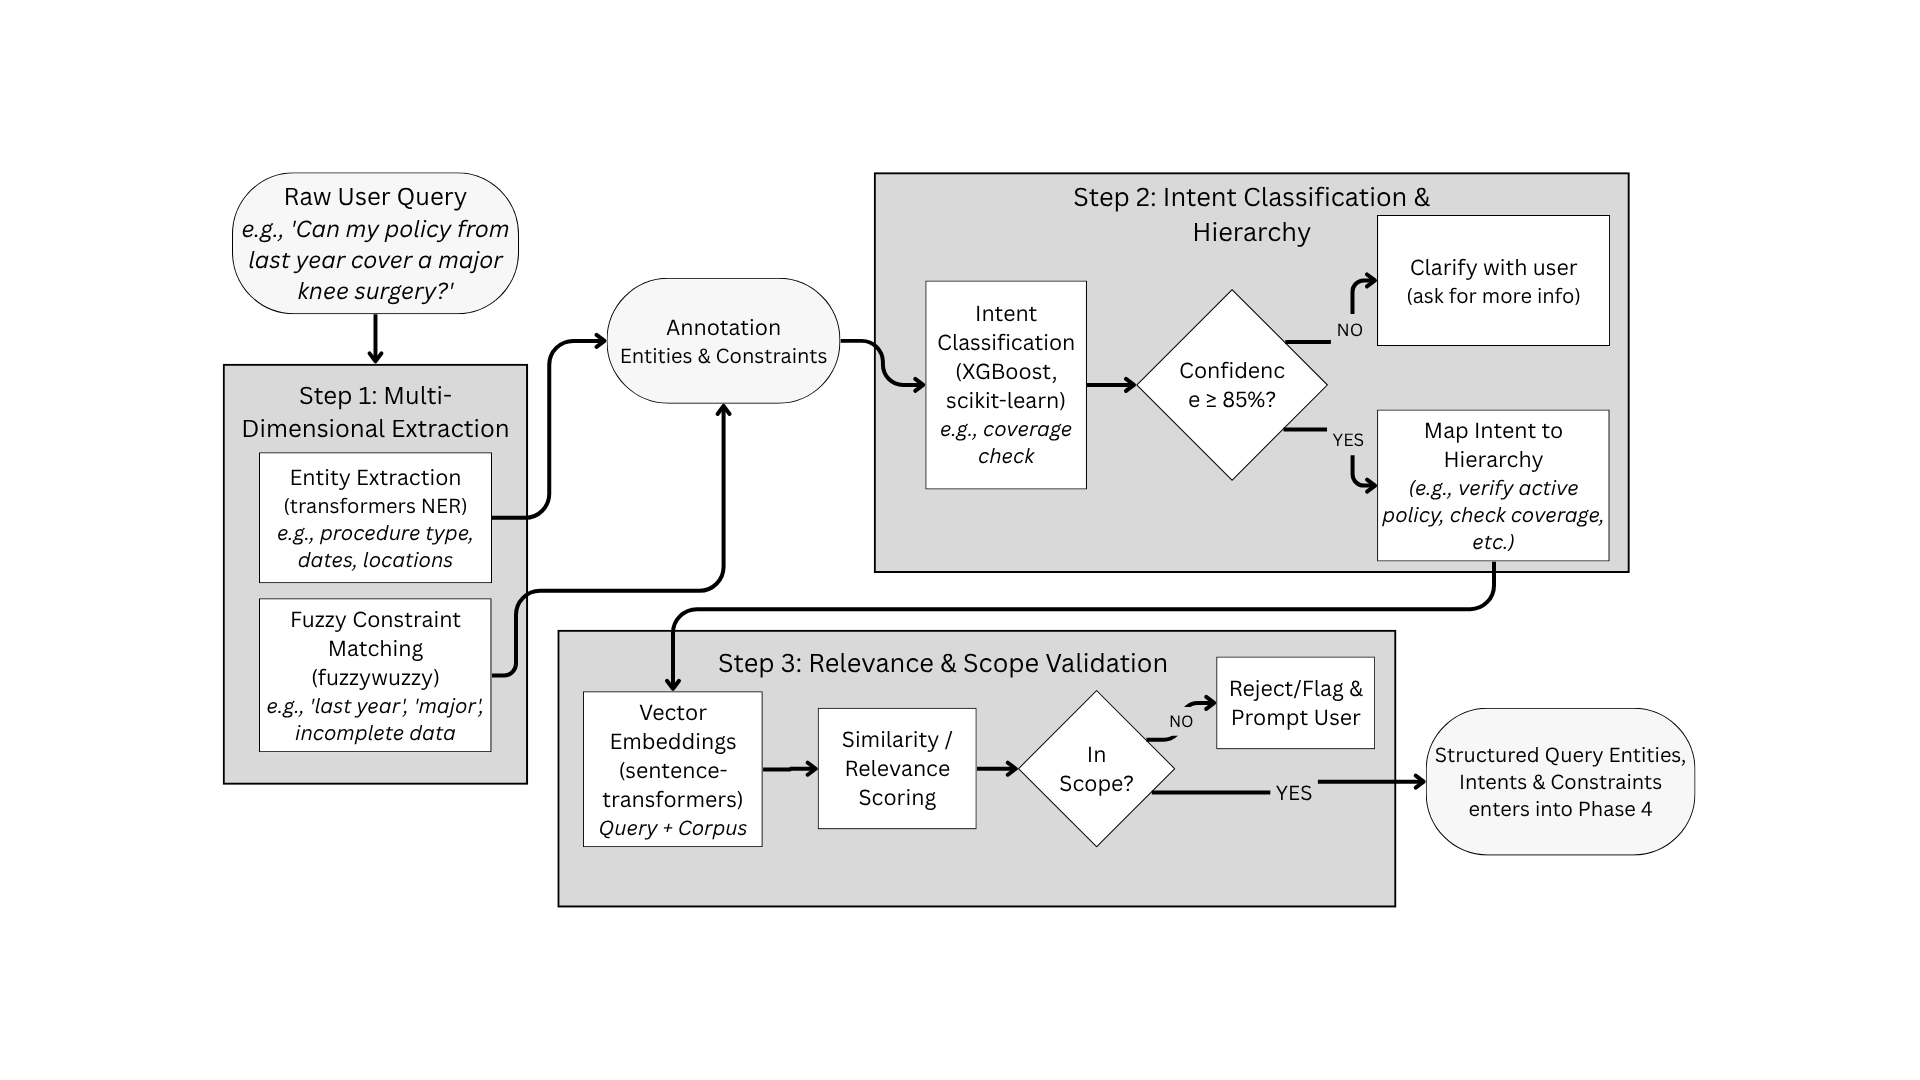 Raw User Query
e.g., 'Can my policy from
last year cover a major
knee surgery?'
Step 1: Multi-
Dimensional Extraction
Entity Extraction
(transformers NER)
e.g., procedure type,
dates, locations
Fuzzy Constraint
Matching
(fuzzywuzzy)
e.g., 'last year', 'major',
incomplete data
Annotation
Entities & Constraints
Step 2: Intent Classification &
Hierarchy
Intent
Classification
(XGBoost,
scikit-learn)
e.g., coverage
check
Confidenc
e ≥ 85%?
NO
Clarify with user
(ask for more info)
YES
Map Intent to
Hierarchy
(e.g., verify active
policy, check coverage,
etc.)
Step 3: Relevance & Scope Validation
Vector
Embeddings
(sentence-
transformers)
Query + Corpus
Similarity /
Relevance
Scoring
In
Scope?
NO
Reject/Flag &
Prompt User
YES
Structured Query Entities,
Intents & Constraints
enters into Phase 4